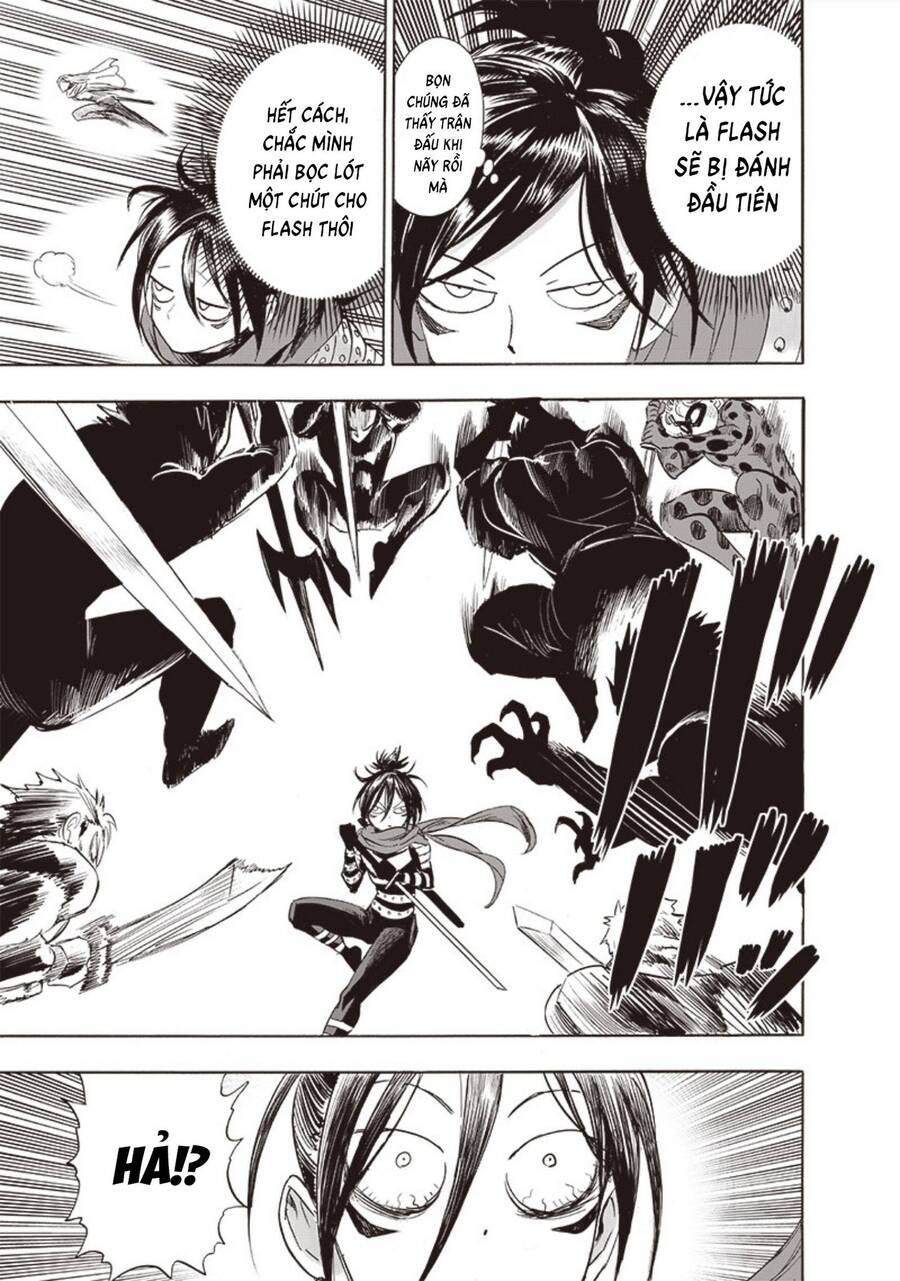 ...VẬY TỨC
LÀ FLASH
SẼ BỊ ĐÁNH
ĐẦU TIÊN
BỌN
CHÚNG ĐÃ
THẤY TRẬN
ĐẤU KHI
NÃY RỒI
MÀ
HẾT CÁCH,
CHẮC MÌNH
PHẢI BỌC LÓT
MỘT CHÚT CHO
FLASH THÔI
HẢ!?